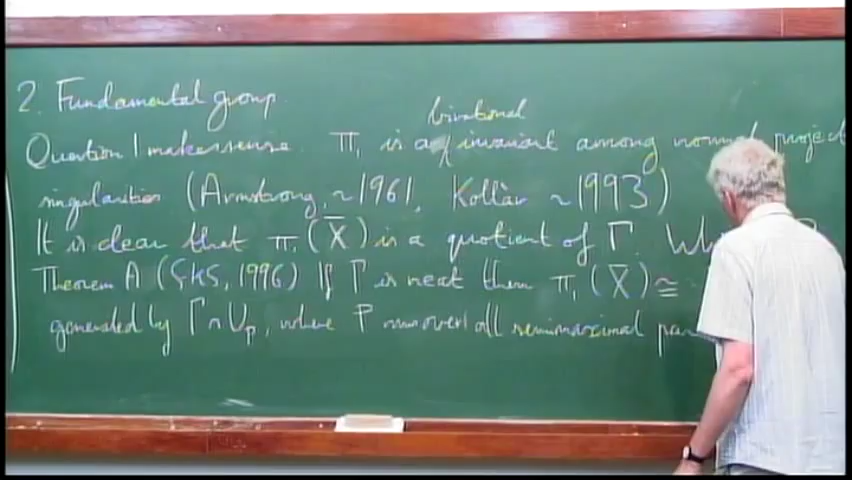 2. Fundamental group
birational
Question 1 makes sense. π₁ is a invariant among normal project
singularities (Armstrong, ~1961, Kollár ~1993)
It is clear that π₁(X̄) is a quotient of Γ. Wh
Theorem A (GKS, 1996) If Γ is neat then π₁(X̄) ≅
generated by Γ∩U_P, where P runs over all semimaximal par